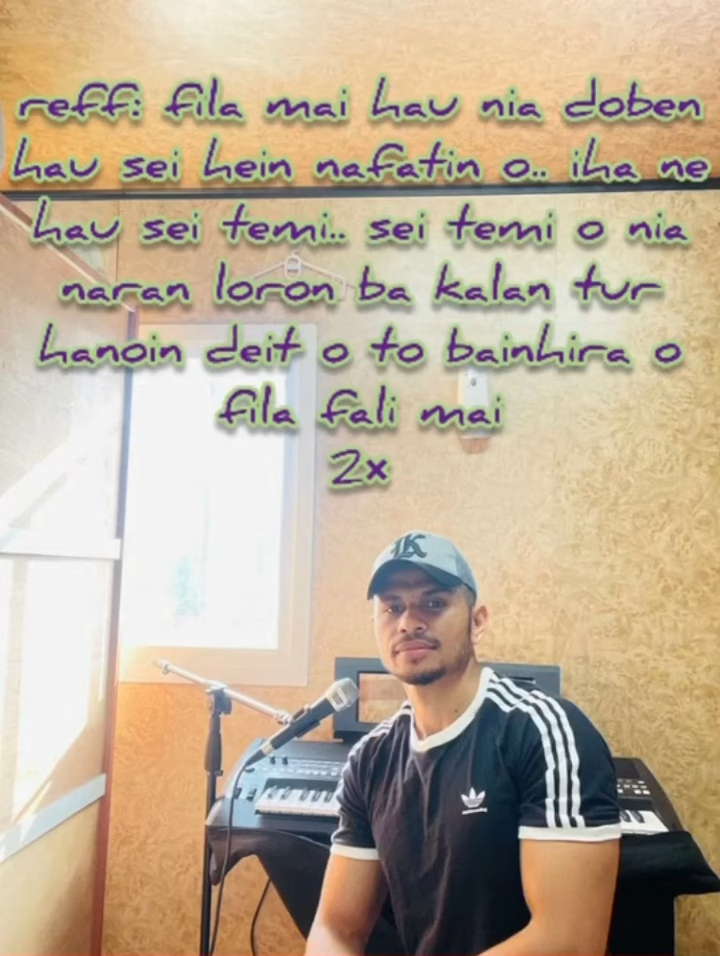 reff: fila mai hau nia doben
hau sei hein nafatin o.. iha ne
hau sei temi.. sei temi o nia
naran loron ba kalan tur
hanoin deit o to bainhira o
fila fali mai
2x
K